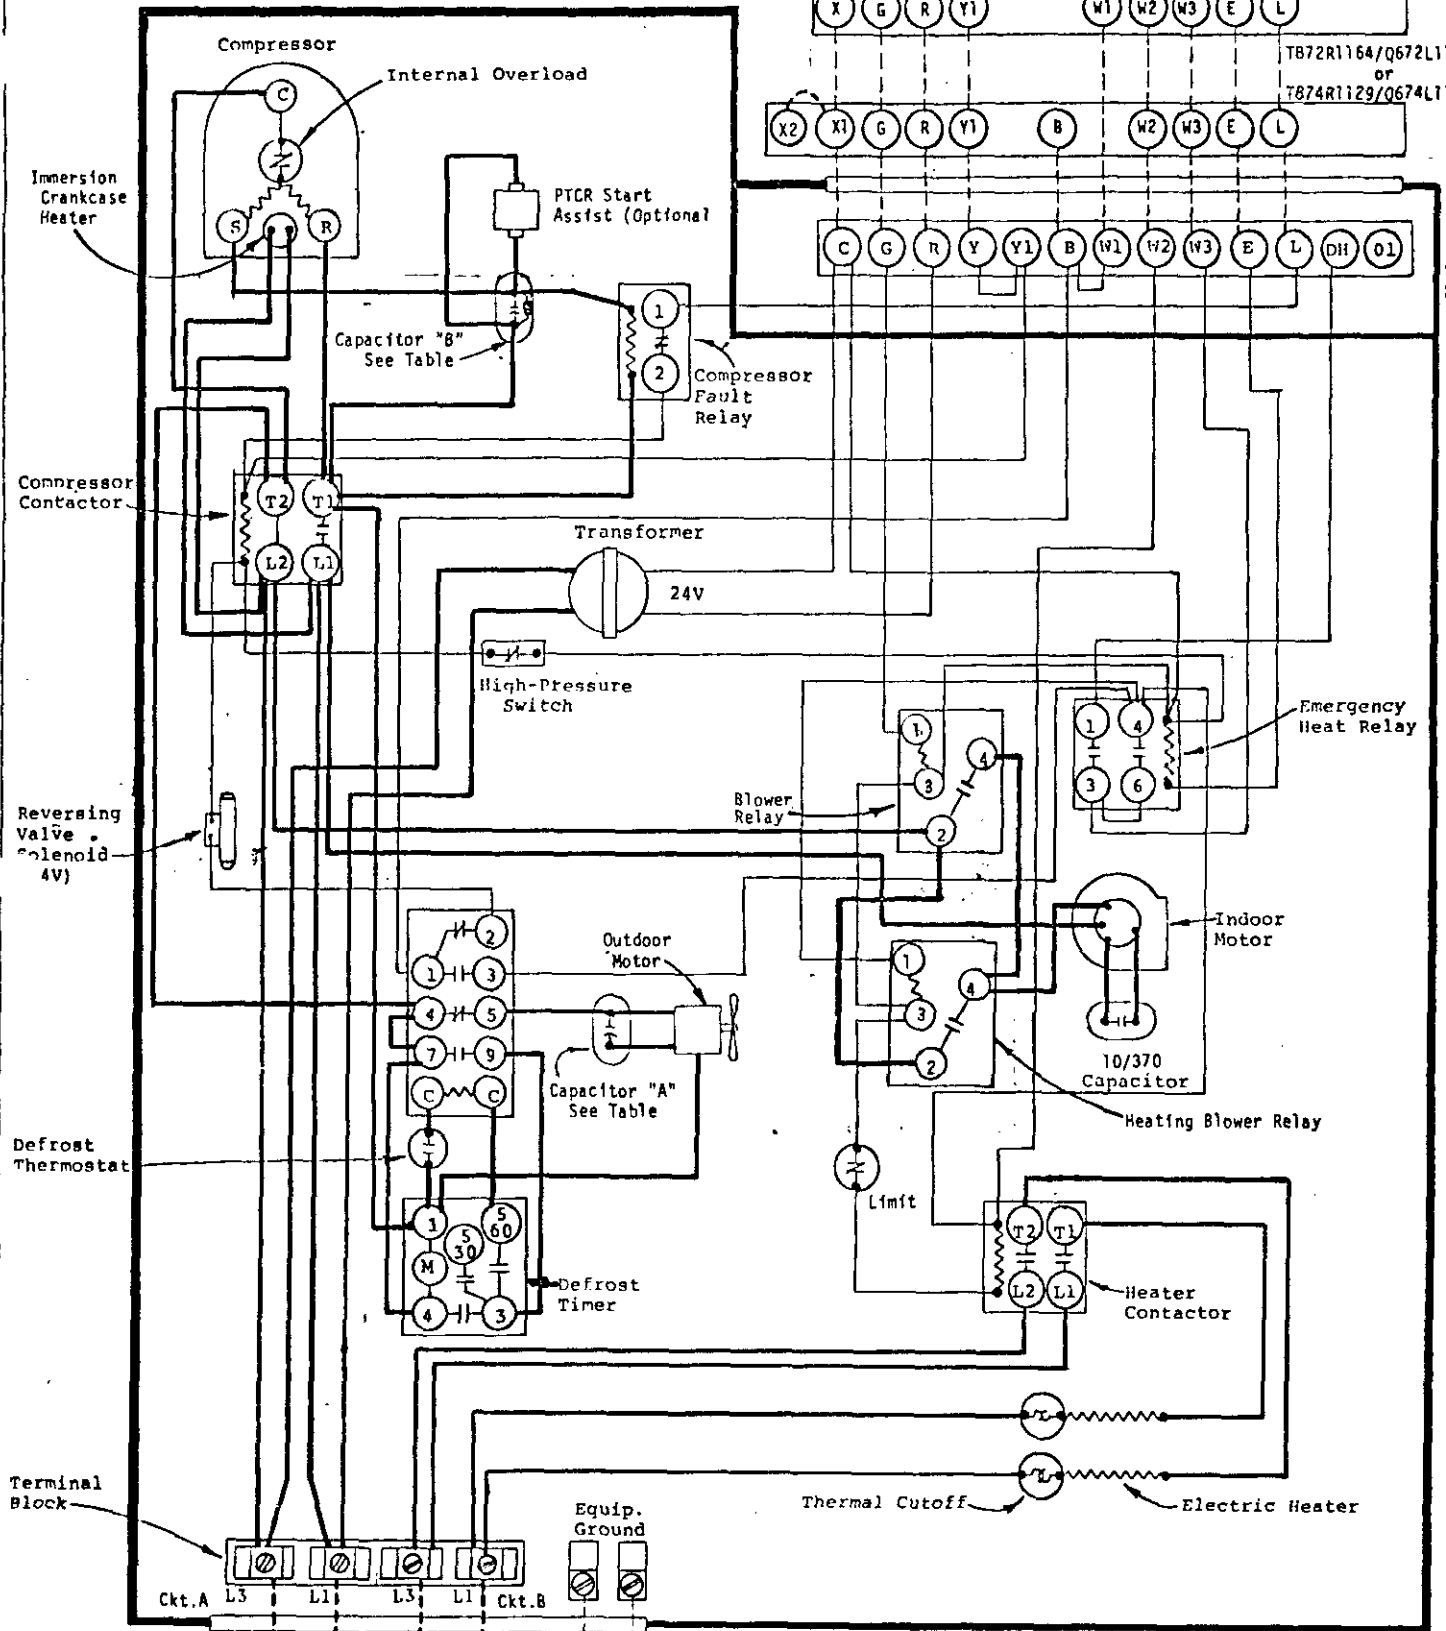 X G R Y1 W1 W2 W3 E L
TB72R1164/Q672L1
or
T874R1129/Q674L1
X2 X1 G R Y1 B W2 W3 E L
Compressor
Internal Overload
C
Immersion
Crankcase
Heater
S R
PTCR Start
Assist (Optional
C G R Y Y1 B W1 W2 W3 E L DH O1
Capacitor "B"
See Table
1
2
Compressor
Fault
Relay
Compressor
Contactor
T2 T1
L2 L1
Transformer
24V
High-Pressure
Switch
Emergency
Heat Relay
1 4
3 6
Blower
Relay
1
3
4
2
Reversing
Valve
Solenoid
4V)
Indoor
Motor
10/370
Capacitor
1
3
4
2
Heating Blower Relay
Outdoor
Motor
2
1 3
4 5
7 9
C C
Capacitor "A"
See Table
Defrost
Thermostat
Limit
1
S
30
S
60
M
4 3
Defrost
Timer
T2 T1
L2 L1
Heater
Contactor
Terminal
Block
Thermal Cutoff
Electric Heater
Equip.
Ground
Ckt.A L3 L1 L3 L1 Ckt.B